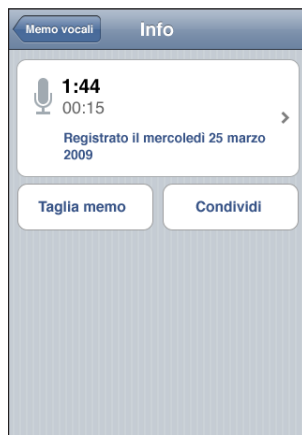 Memo vocali
Info
1:44
00:15
Registrato il mercoledì 25 marzo
2009
Taglia memo
Condividi